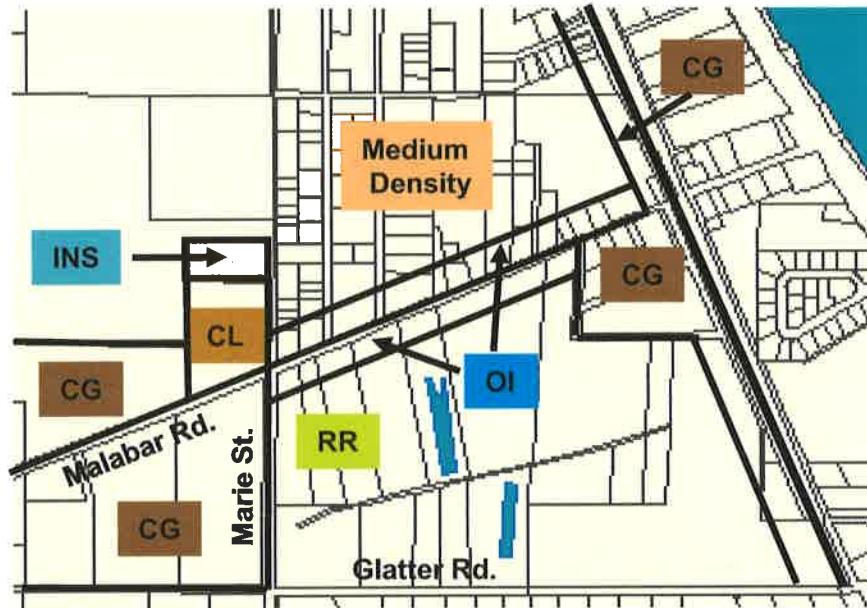 CG
Medium
Density
INS
CG
CL
CG
OI
Malabar Rd.
RR
Marie St.
CG
Glatter Rd.